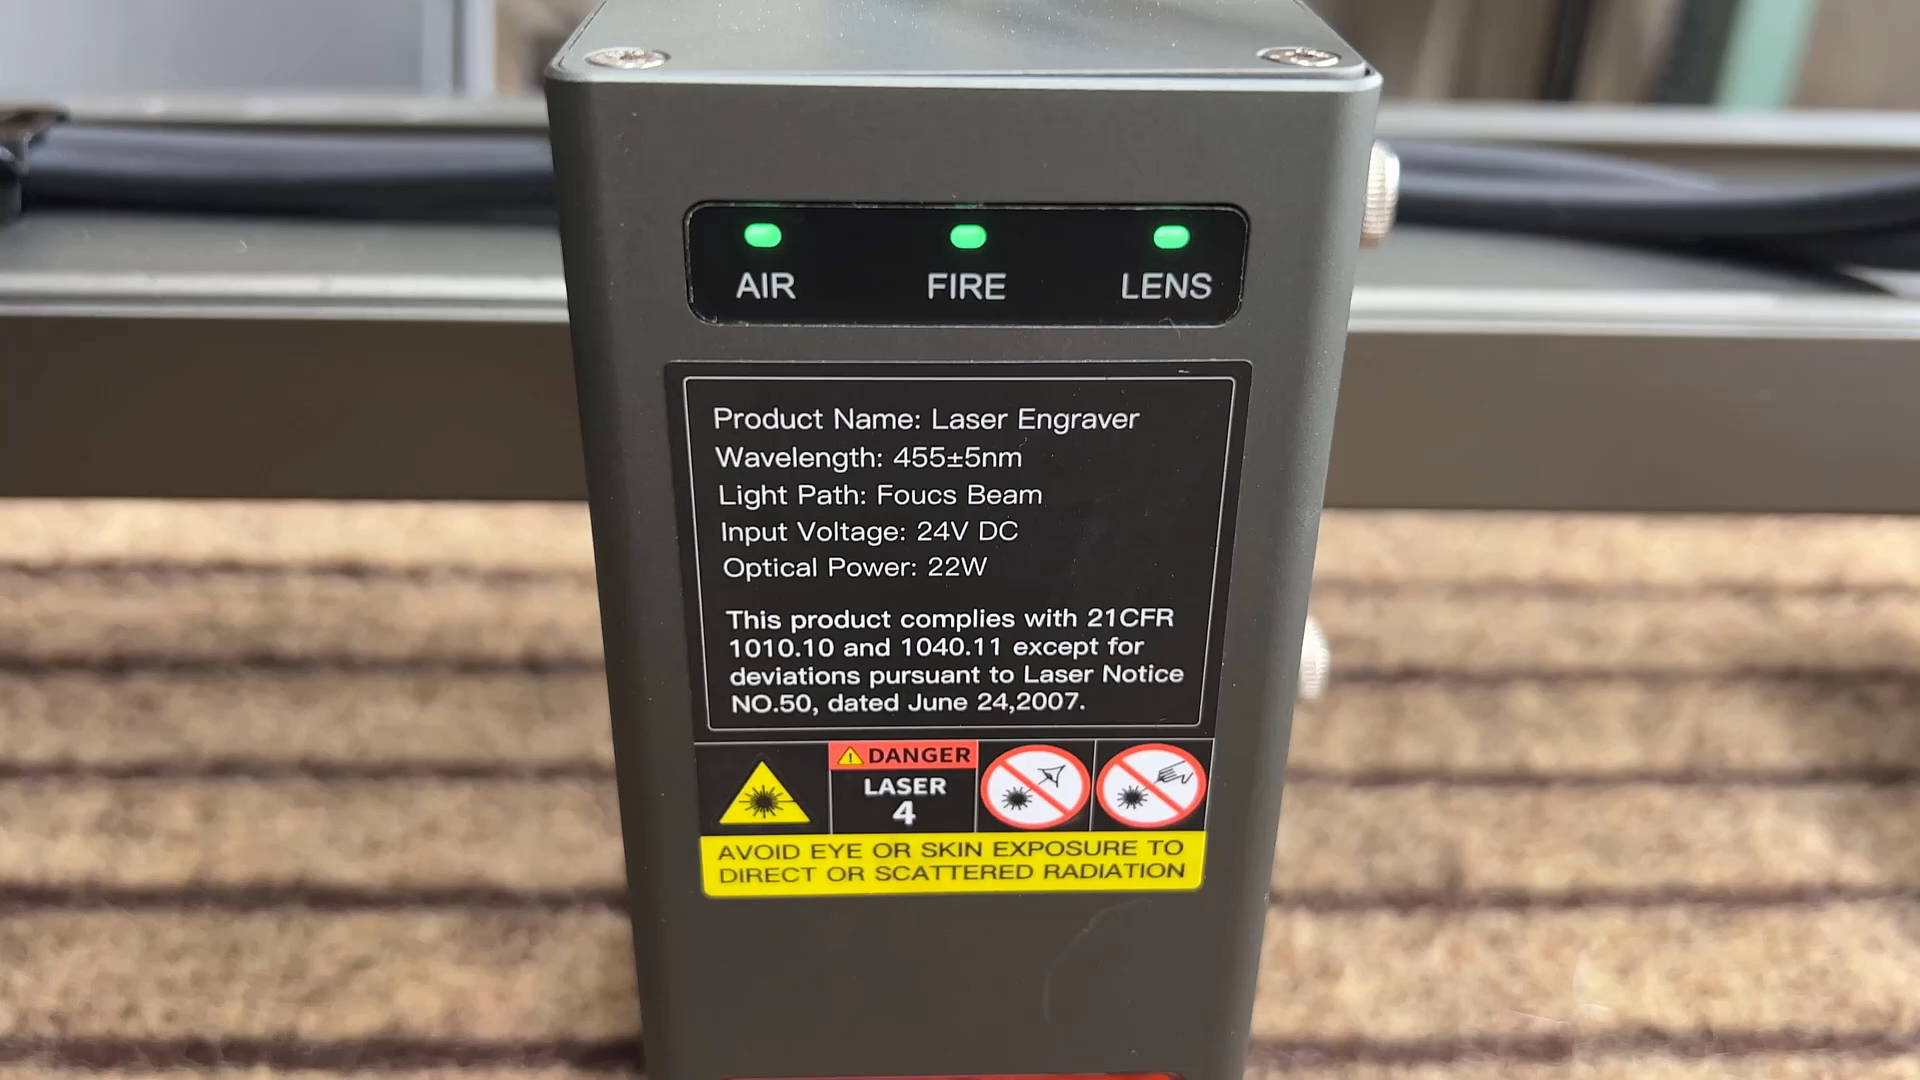 AIR FIRE LENS
Product Name: Laser Engraver
Wavelength: 455±5nm
Light Path: Foucs Beam
Input Voltage: 24V DC
Optical Power: 22W
This product complies with 21CFR
1010.10 and 1040.11 except for
deviations pursuant to Laser Notice
NO.50, dated June 24,2007.
DANGER
LASER
4
AVOID EYE OR SKIN EXPOSURE TO
DIRECT OR SCATTERED RADIATION